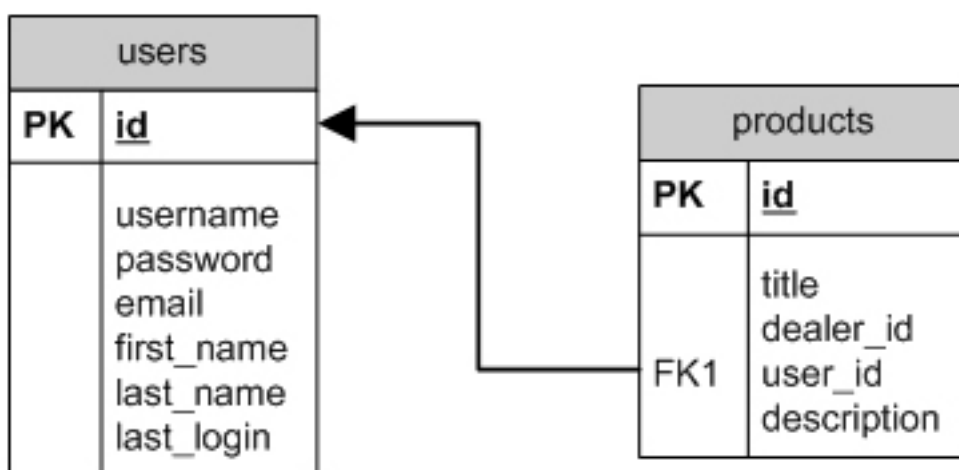 users
PK id
username
password
email
first_name
last_name
last_login
products
PK id
title
dealer_id
FK1 user_id
description